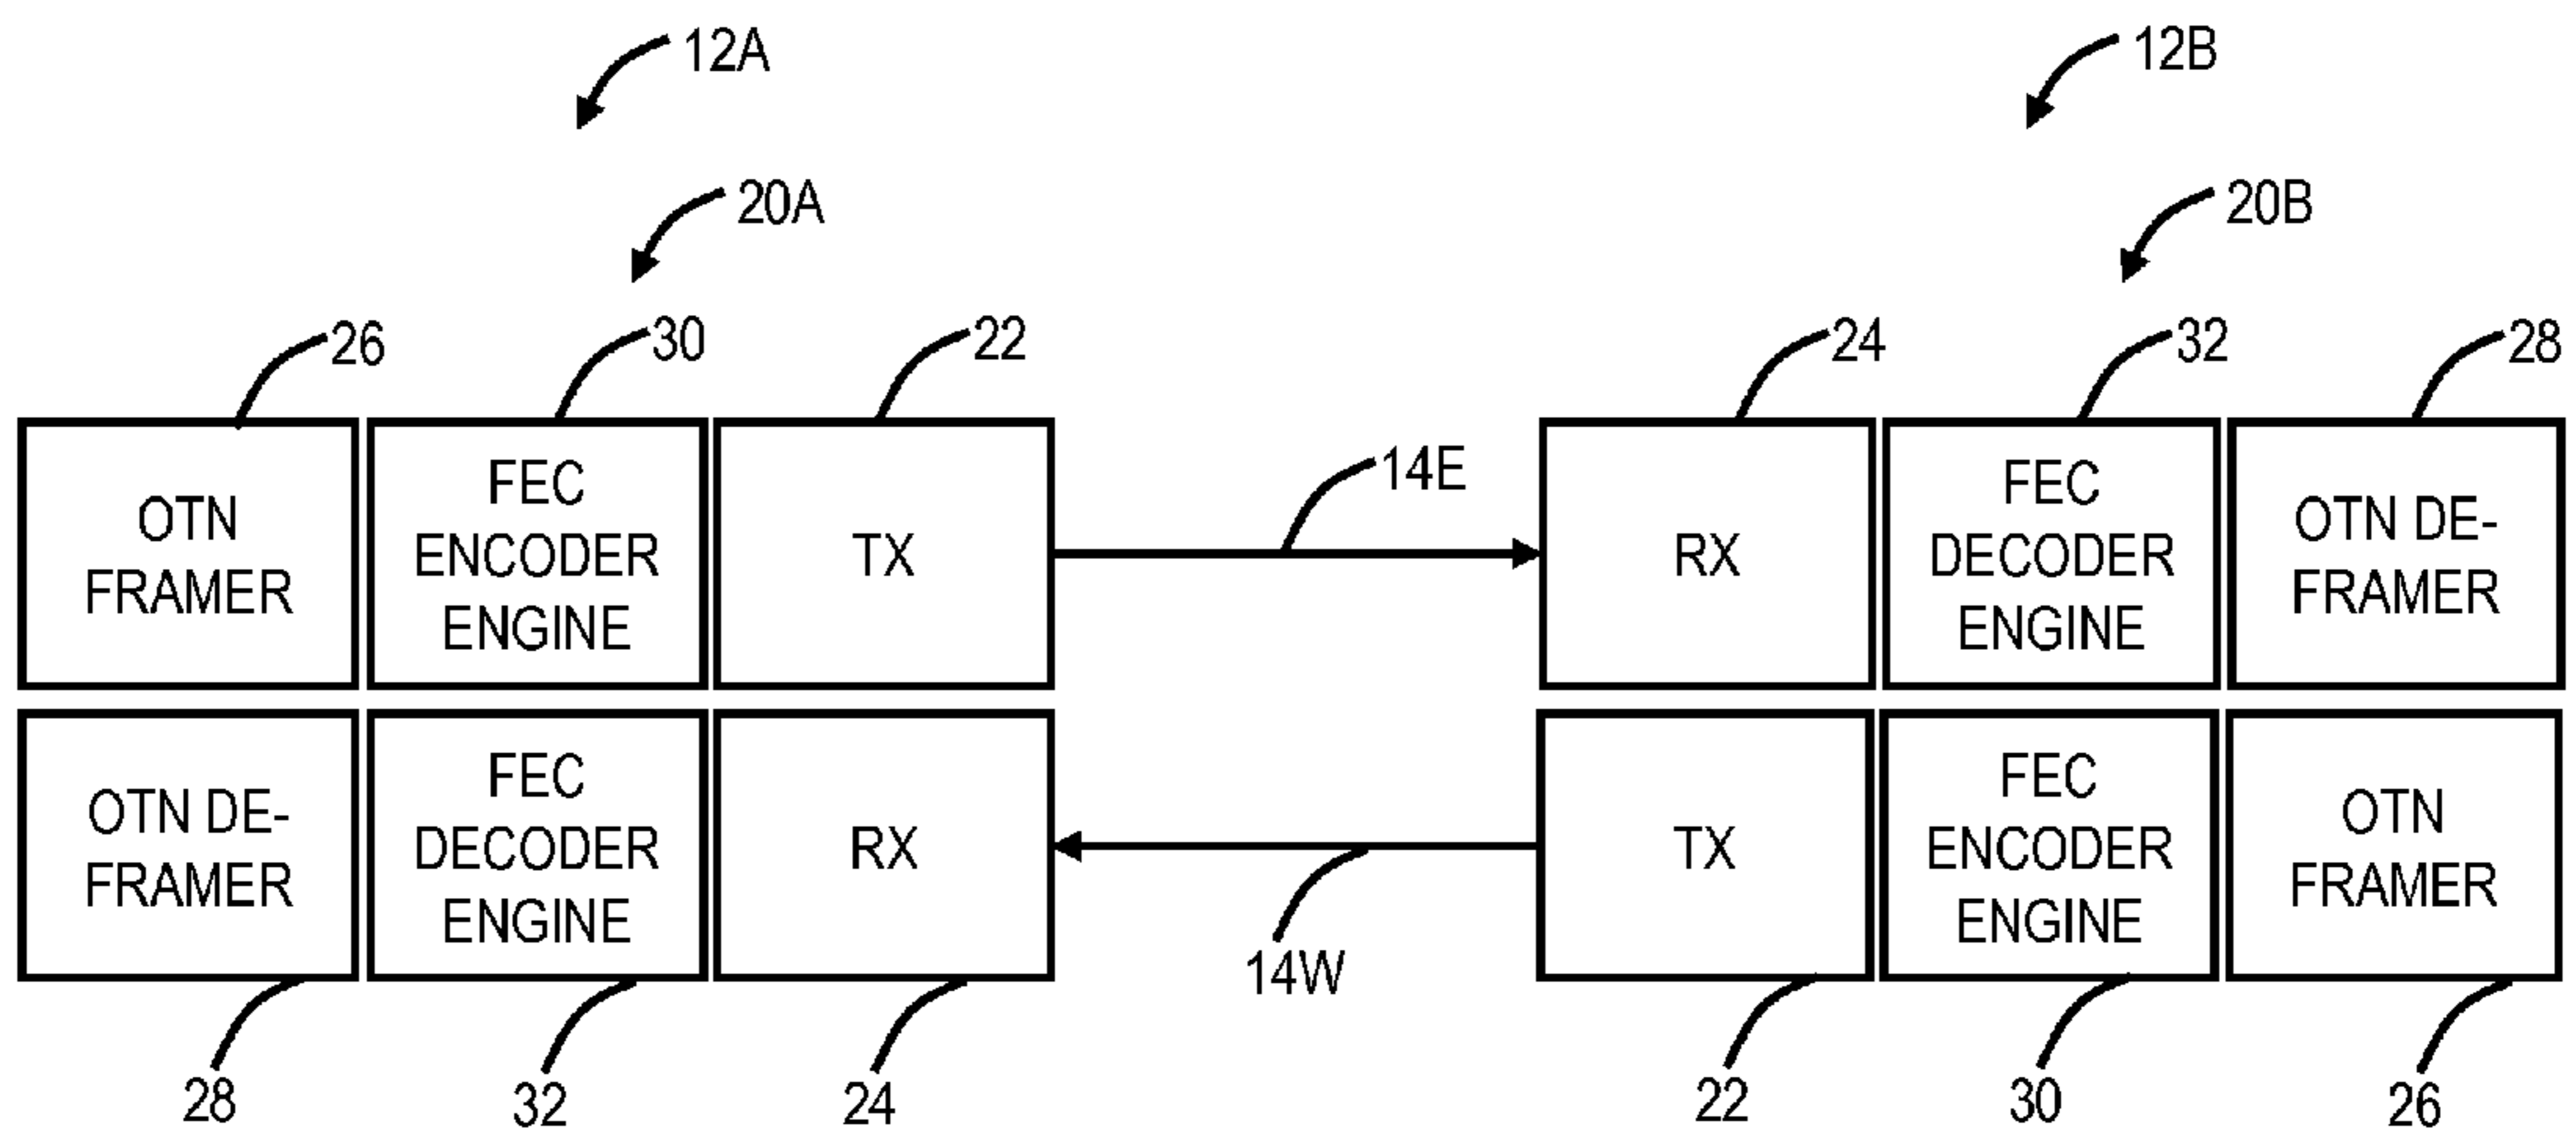 12A
12B
20A
20B
26
30
22
24
32
28
OTN
FRAMER
FEC
ENCODER
ENGINE
TX
14E
RX
FEC
DECODER
ENGINE
OTN DE-
FRAMER
OTN DE-
FRAMER
FEC
DECODER
ENGINE
RX
14W
TX
FEC
ENCODER
ENGINE
OTN
FRAMER
28
32
24
22
30
26